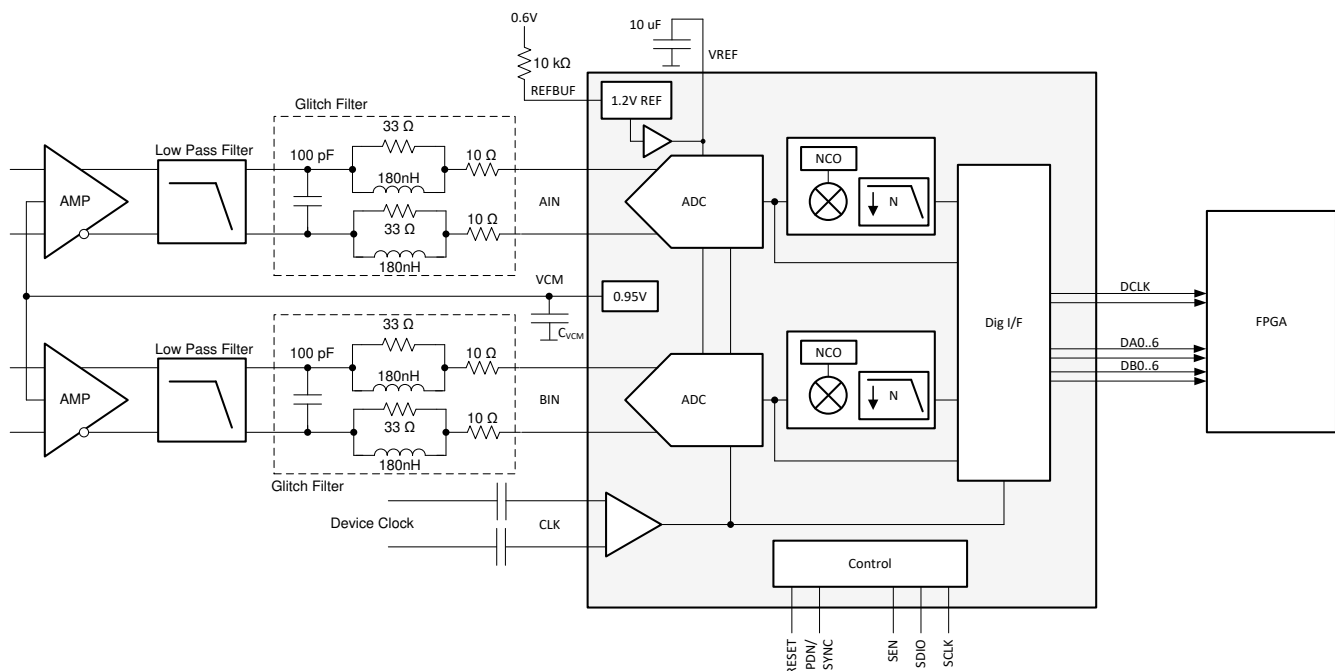 0.6V
10 uF
VREF
10 kΩ
REFBUF
1.2V REF
Glitch Filter
33 Ω
Low Pass Filter
100 pF
10 Ω
180nH
AMP
AIN
ADC
NCO
N
10 Ω
33 Ω
180nH
VCM
0.95V
CVCM
Dig I/F
DCLK
FPGA
DA0..6
DB0..6
33 Ω
Low Pass Filter
100 pF
10 Ω
180nH
AMP
BIN
ADC
NCO
N
10 Ω
33 Ω
180nH
Glitch Filter
Device Clock
CLK
Control
RESET
PDN/
SYNC
SEN
SDIO
SCLK